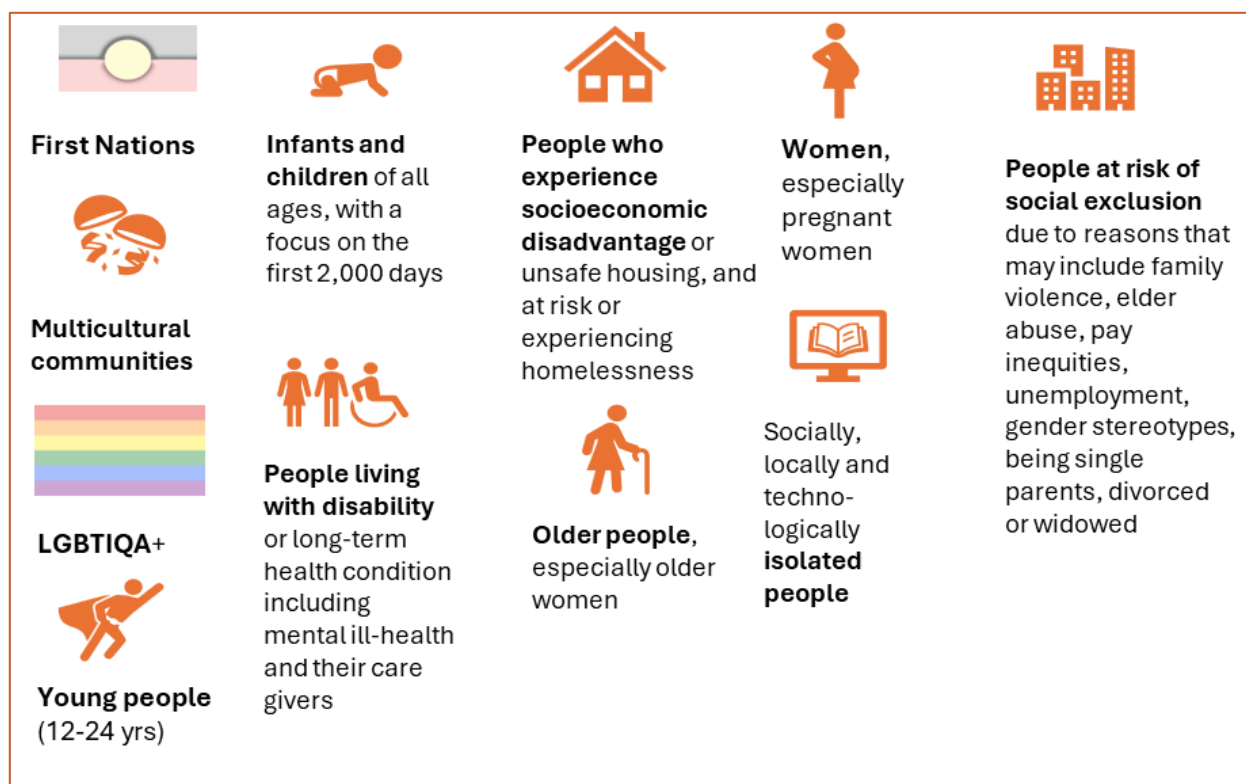 First Nations
Multicultural
communities
LGBTIQA+
Young people
(12-24 yrs)
Infants and
children of all
ages, with a
focus on the
first 2,000 days
People living
with disability
or long-term
health condition
including
mental ill-health
and their care
givers
People who
experience
socioeconomic
disadvantage or
unsafe housing, and
at risk or
experiencing
homelessness
Older people,
especially older
women
Women,
especially
pregnant
women
Socially,
locally and
techno-
logically
isolated
people
People at risk of
social exclusion
due to reasons that
may include family
violence, elder
abuse, pay
inequities,
unemployment,
gender stereotypes,
being single
parents, divorced
or widowed